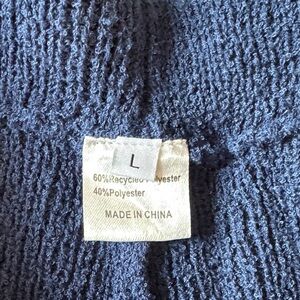 L
60%Recycled Polyester
40%Polyester
MADE IN CHINA